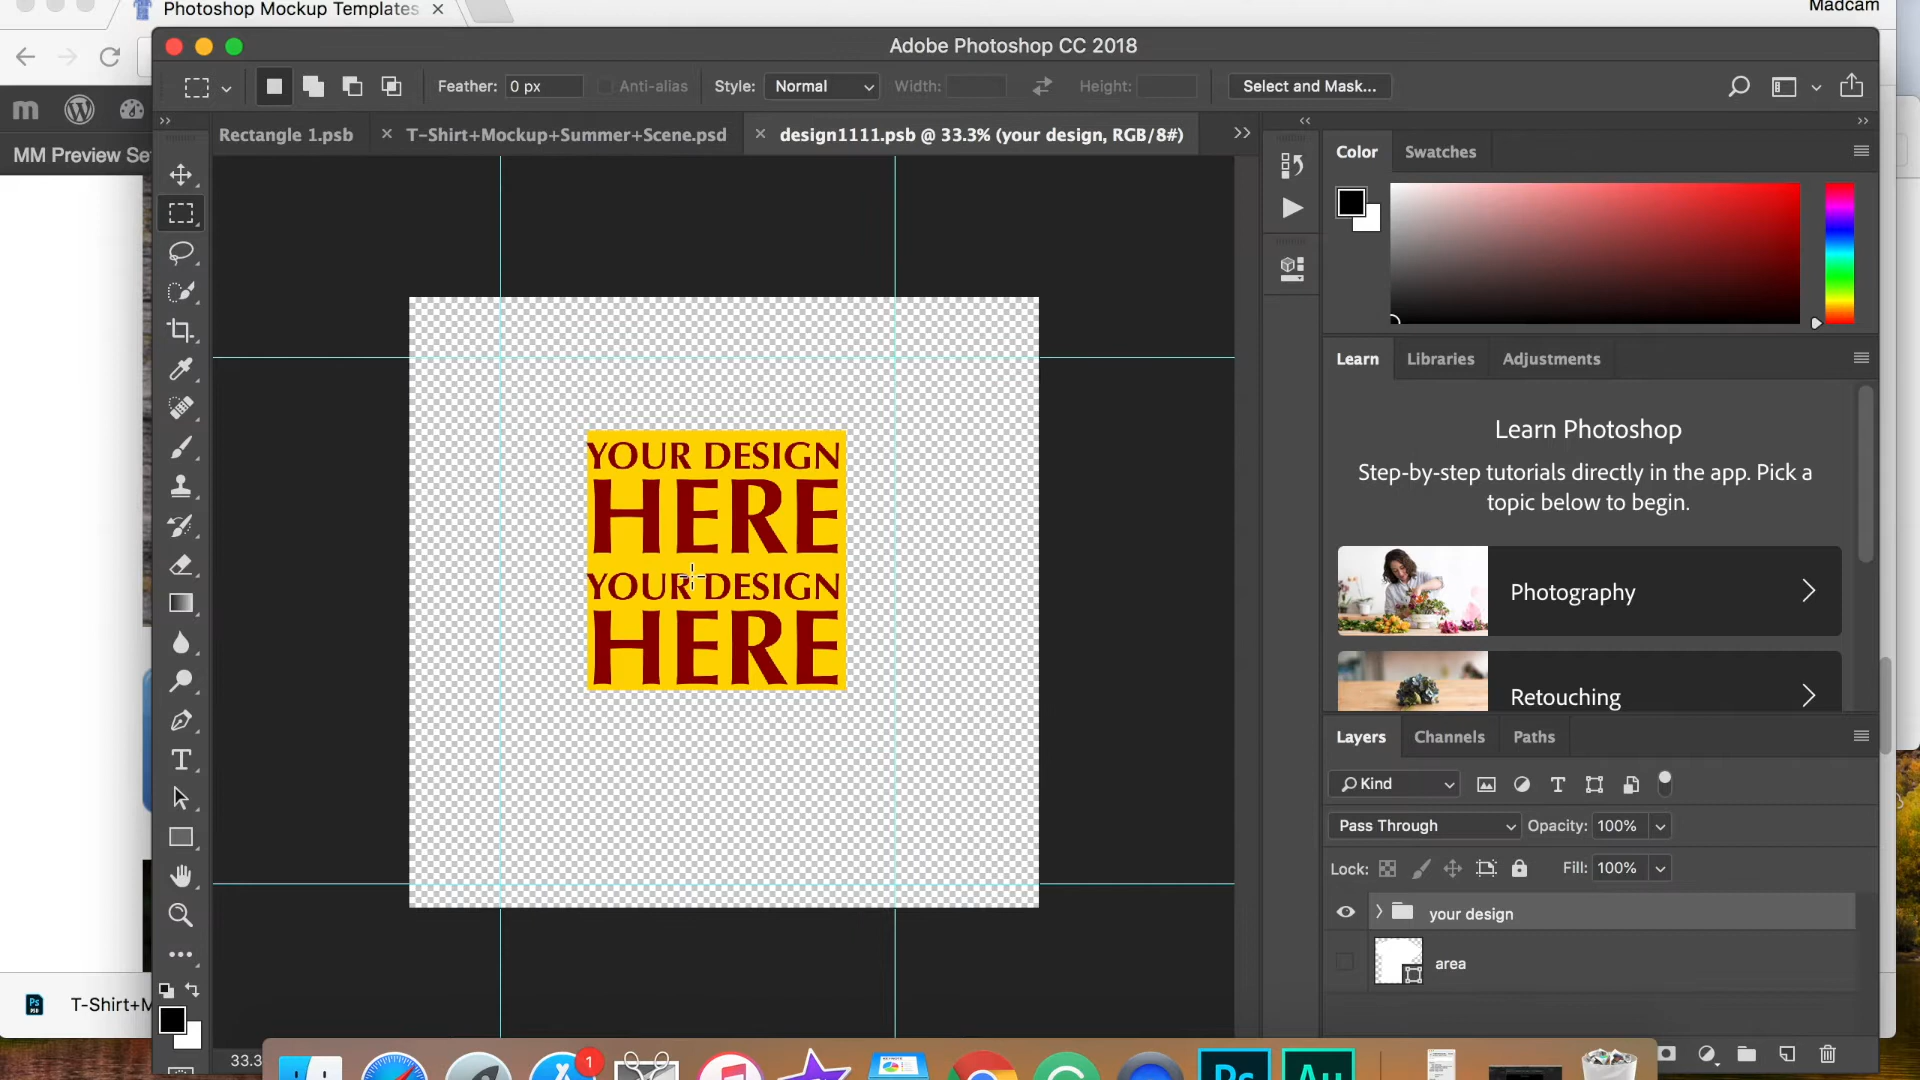 Photoshop Mockup Templates
Madcam
Adobe Photoshop CC 2018
Feather: 0 px
Anti-alias
Style: Normal
Width:
Height:
Select and Mask...
MM Preview Se
Rectangle 1.psb
T-Shirt+Mockup+Summer+Scene.psd
design1111.psb @ 33.3% (your design, RGB/8#)
Color
Swatches
Learn
Libraries
Adjustments
Learn Photoshop
Step-by-step tutorials directly in the app. Pick a
topic below to begin.
Photography
Retouching
YOUR DESIGN
HERE
YOUR DESIGN
HERE
Layers
Channels
Paths
Kind
Pass Through
Opacity: 100%
Lock:
Fill: 100%
your design
area
T-Shirt+M
33.3
1
Ps
Au